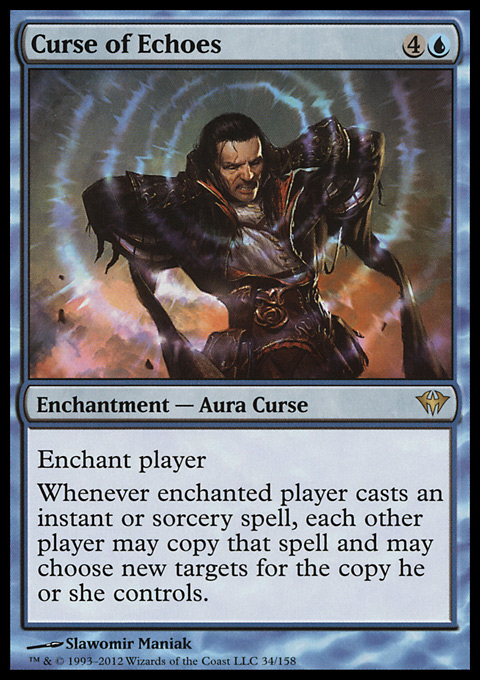 Curse of Echoes 4
Enchantment — Aura Curse
Enchant player
Whenever enchanted player casts an
instant or sorcery spell, each other
player may copy that spell and may
choose new targets for the copy he
or she controls.
Slawomir Maniak
™ & © 1993–2012 Wizards of the Coast LLC 34/158